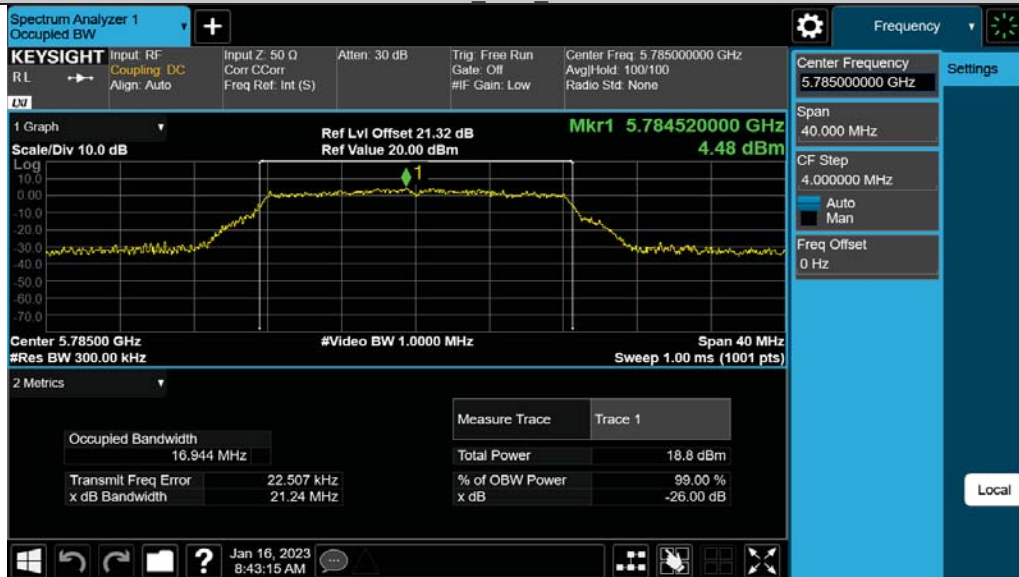 Spectrum Analyzer 1
Occupied BW
+
Frequency
KEYSIGHT
RL
LXI
Input: RF
Coupling: DC
Align: Auto
Input Z: 50 Ω
Corr CCorr
Freq Ref: Int (S)
Atten: 30 dB
Trig: Free Run
Gate: Off
#IF Gain: Low
Center Freq: 5.785000000 GHz
Avg|Hold: 100/100
Radio Std: None
Center Frequency
5.785000000 GHz
Settings
Span
40.000 MHz
CF Step
4.000000 MHz
Auto
Man
Freq Offset
0 Hz
Local
1 Graph
Scale/Div 10.0 dB
Ref Lvl Offset 21.32 dB
Ref Value 20.00 dBm
Mkr1 5.784520000 GHz
4.48 dBm
Log
10.0
0.00
-10.0
-20.0
-30.0
-40.0
-50.0
-60.0
-70.0
1
Center 5.78500 GHz
#Video BW 1.0000 MHz
Span 40 MHz
#Res BW 300.00 kHz
Sweep 1.00 ms (1001 pts)
2 Metrics
Measure Trace
Trace 1
Occupied Bandwidth
16.944 MHz
Total Power
18.8 dBm
Transmit Freq Error
22.507 kHz
% of OBW Power
99.00 %
x dB Bandwidth
21.24 MHz
x dB
-26.00 dB
?
Jan 16, 2023
8:43:15 AM